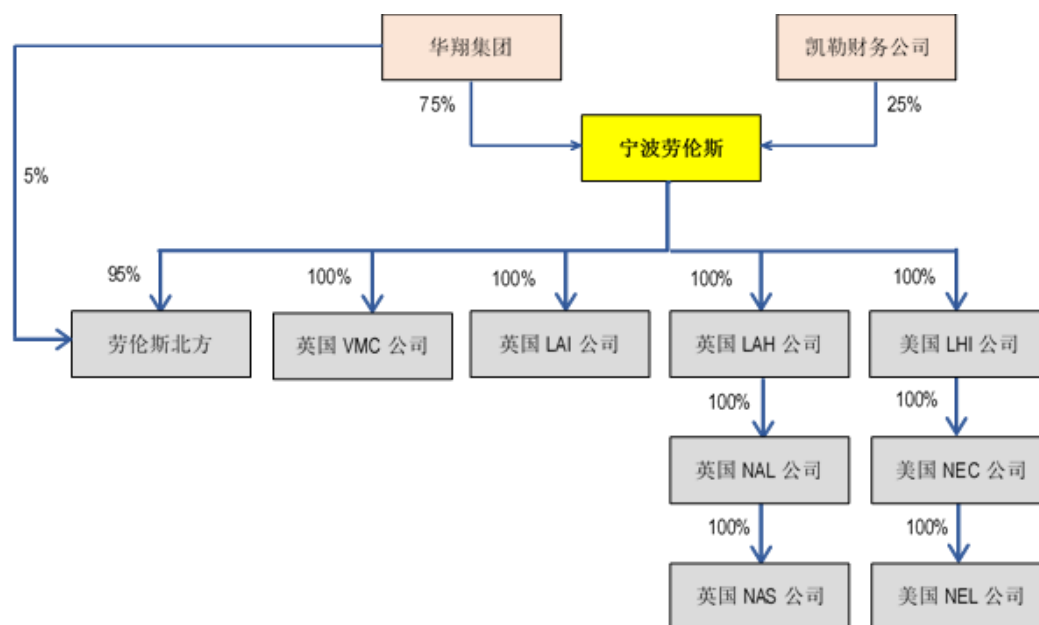 华翔集团
凯勒财务公司
75%
25%
宁波劳伦斯
5%
95%
100%
100%
100%
100%
劳伦斯北方
英国 VMC 公司
英国 LAI 公司
英国 LAH 公司
美国 LHI 公司
100%
100%
英国 NAL 公司
美国 NEC 公司
100%
100%
英国 NAS 公司
美国 NEL 公司